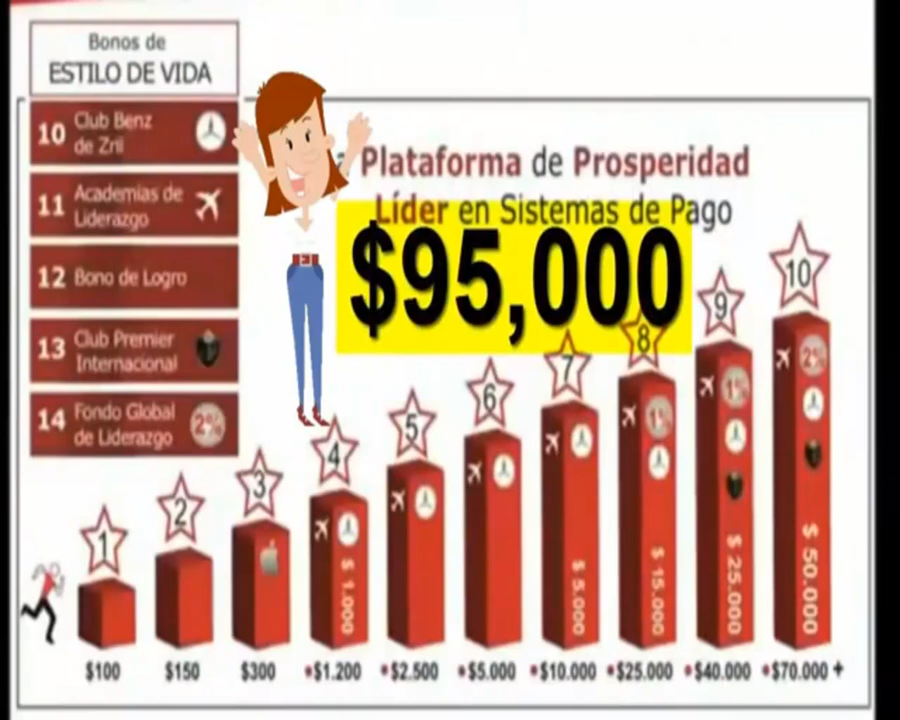 Bonos de
ESTILO DE VIDA
10 Club Benz
de Zril
11 Academias de
Liderazgo
12 Bono de Logro
13 Club Premier
Internacional
14 Fondo Global
de Liderazgo
2%
Plataforma de Prosperidad
Líder en Sistemas de Pago
$95,000
1
2
3
4
5
6
7
8
9
10
1%
1%
2%
$ 1.000
$ 5.000
$ 15.000
$ 25.000
$ 50.000
$100
$150
$300
*$1.200
*$2.500
*$5.000
*$10.000
*$25.000
*$40.000
*$70.000 +